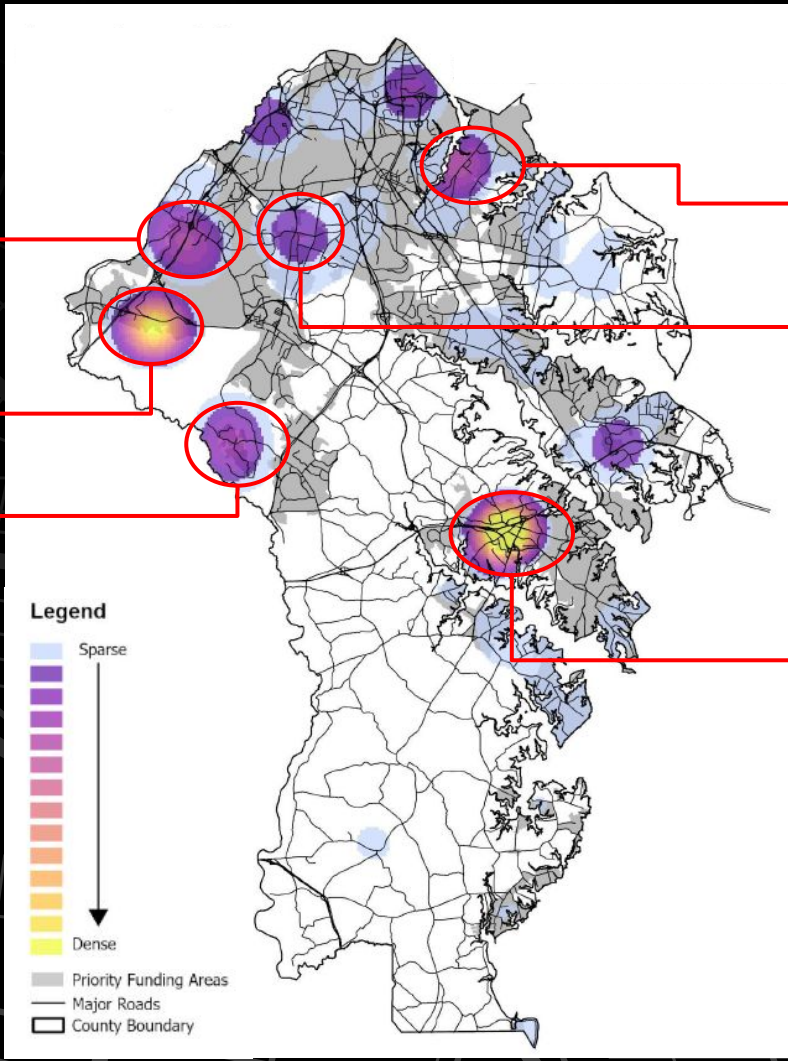 Legend
Sparse
Dense
Priority Funding Areas
Major Roads
County Boundary